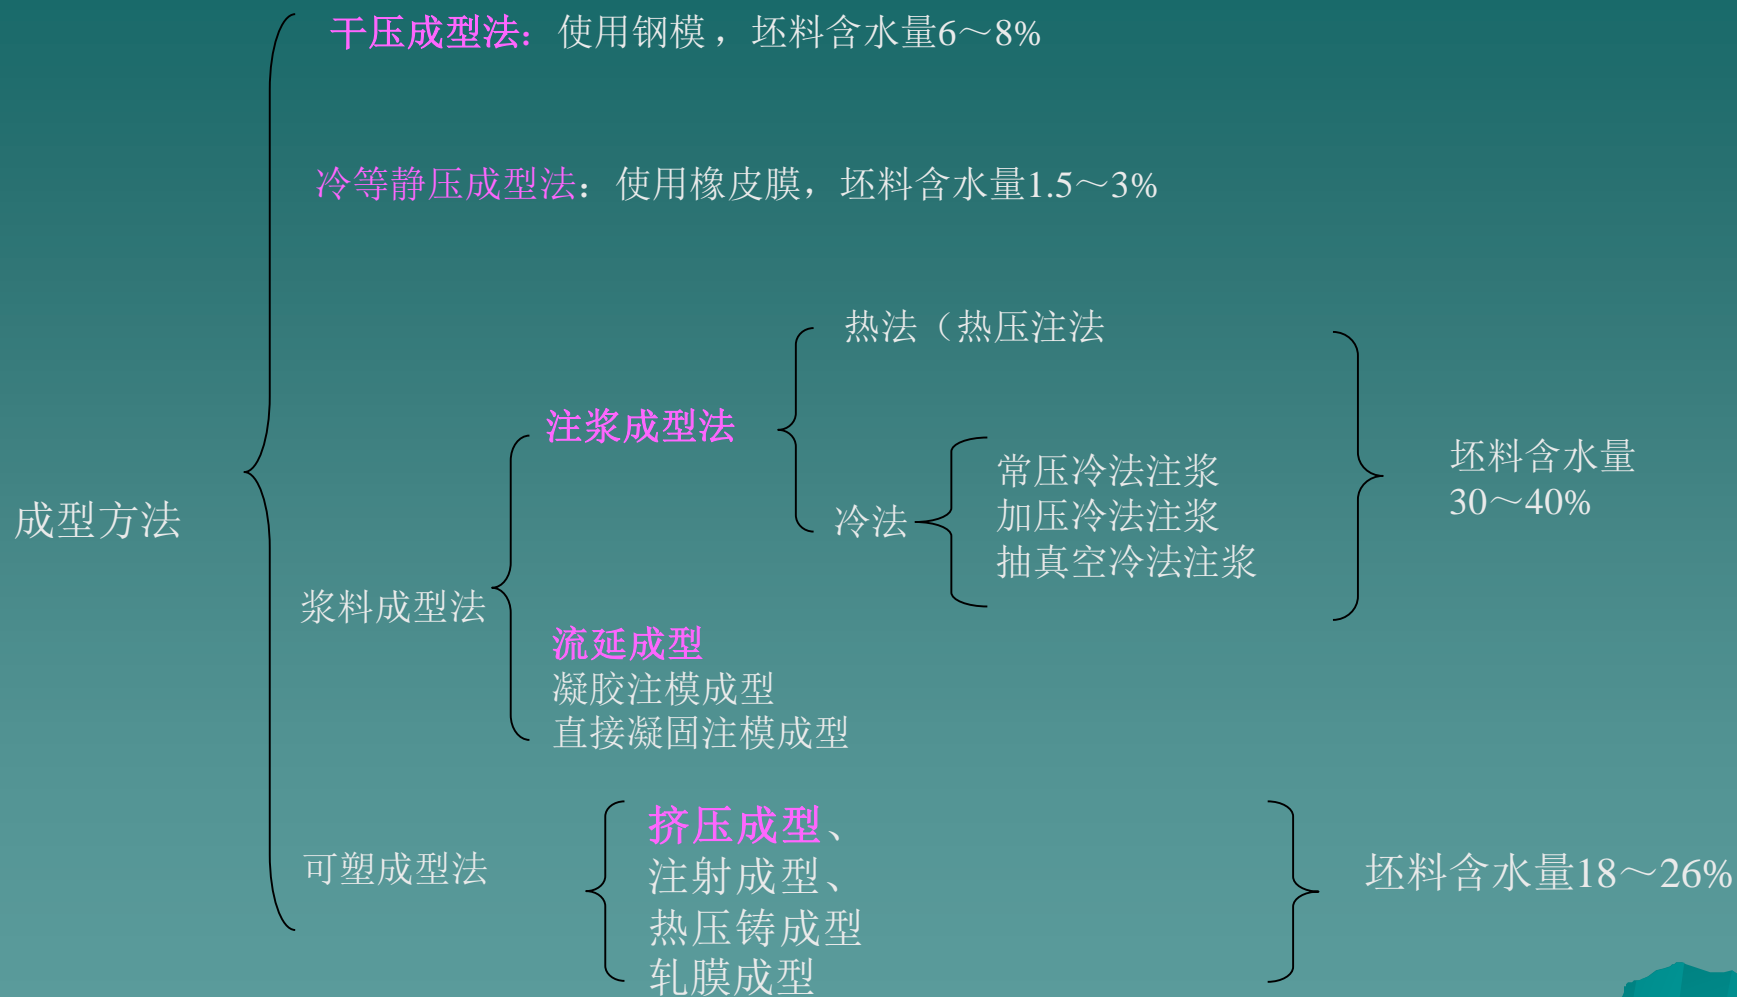 干压成型法：使用钢模，坯料含水量6～8%
冷等静压成型法：使用橡皮膜，坯料含水量1.5～3%
成型方法
浆料成型法
注浆成型法
热法（热压注法
冷法
常压冷法注浆
加压冷法注浆
抽真空冷法注浆
坯料含水量
30～40%
流延成型
凝胶注模成型
直接凝固注模成型
可塑成型法
挤压成型、
注射成型、
热压铸成型
轧膜成型
坯料含水量18～26%